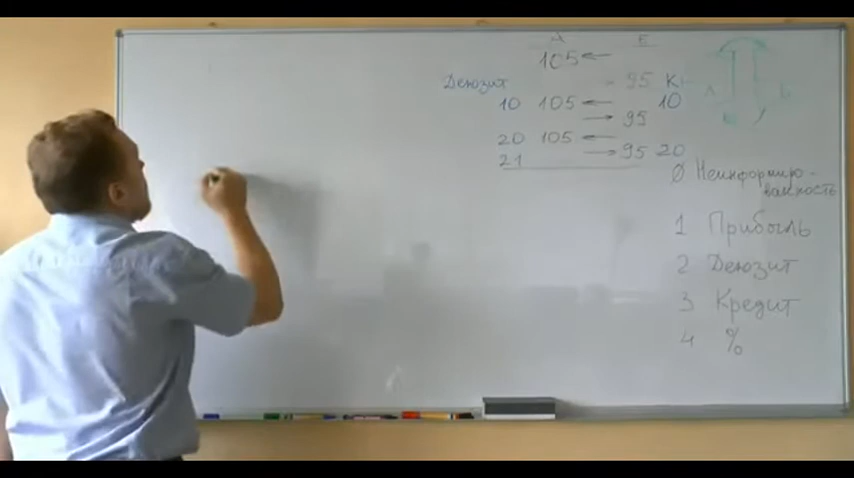 А Е
105 ←
Депозит 95 К
10 105 ← 10
→ 95
20 105 ←
21 → 95 20
0 Неинформиро-
ванность
1 Прибыль
2 Депозит
3 Кредит
4 %
А В